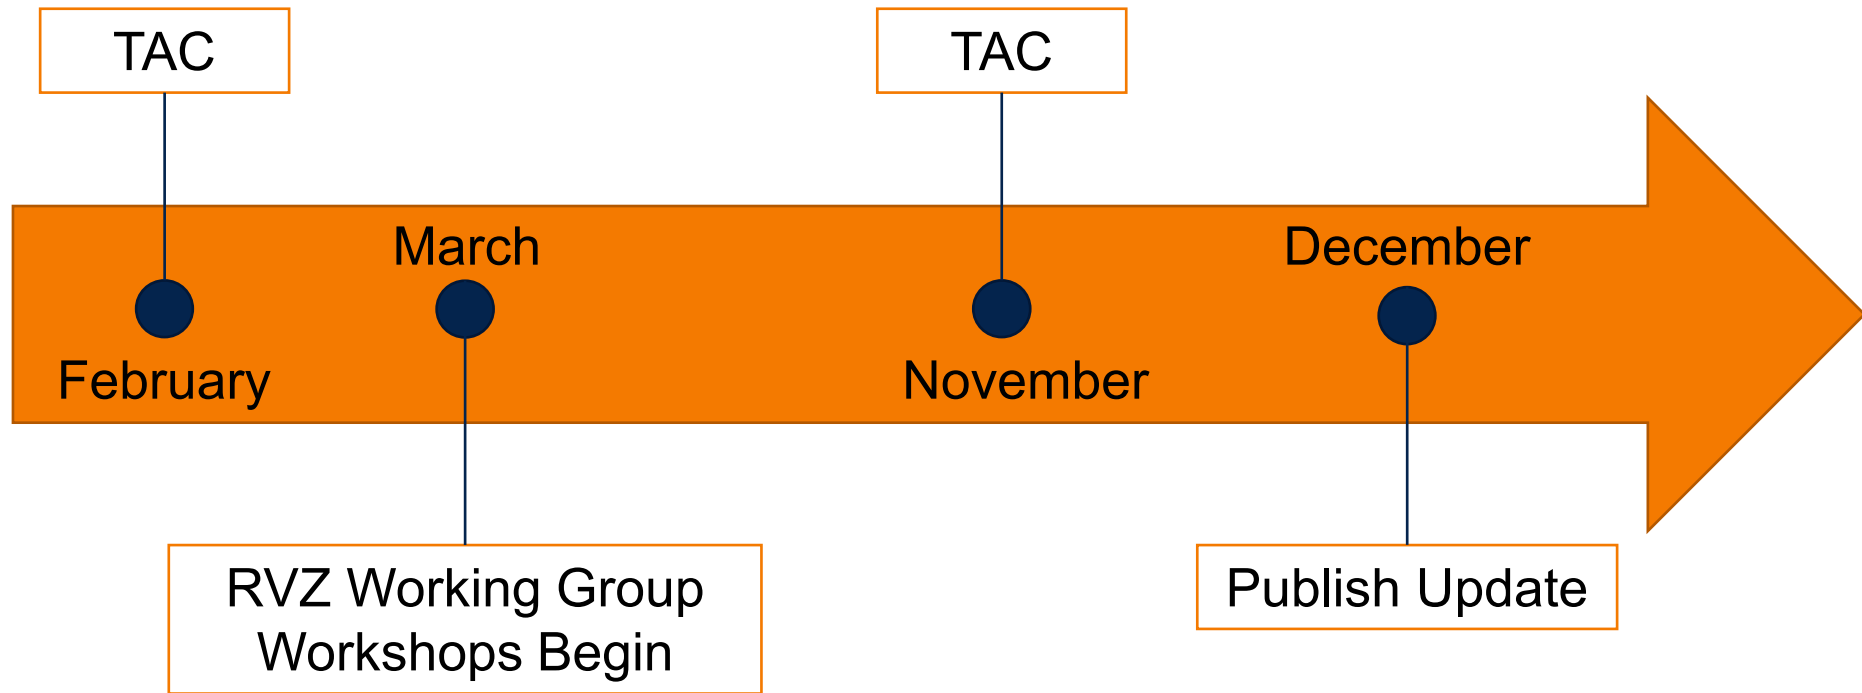 TAC
TAC
March
December
February
November
RVZ Working Group
Workshops Begin
Publish Update